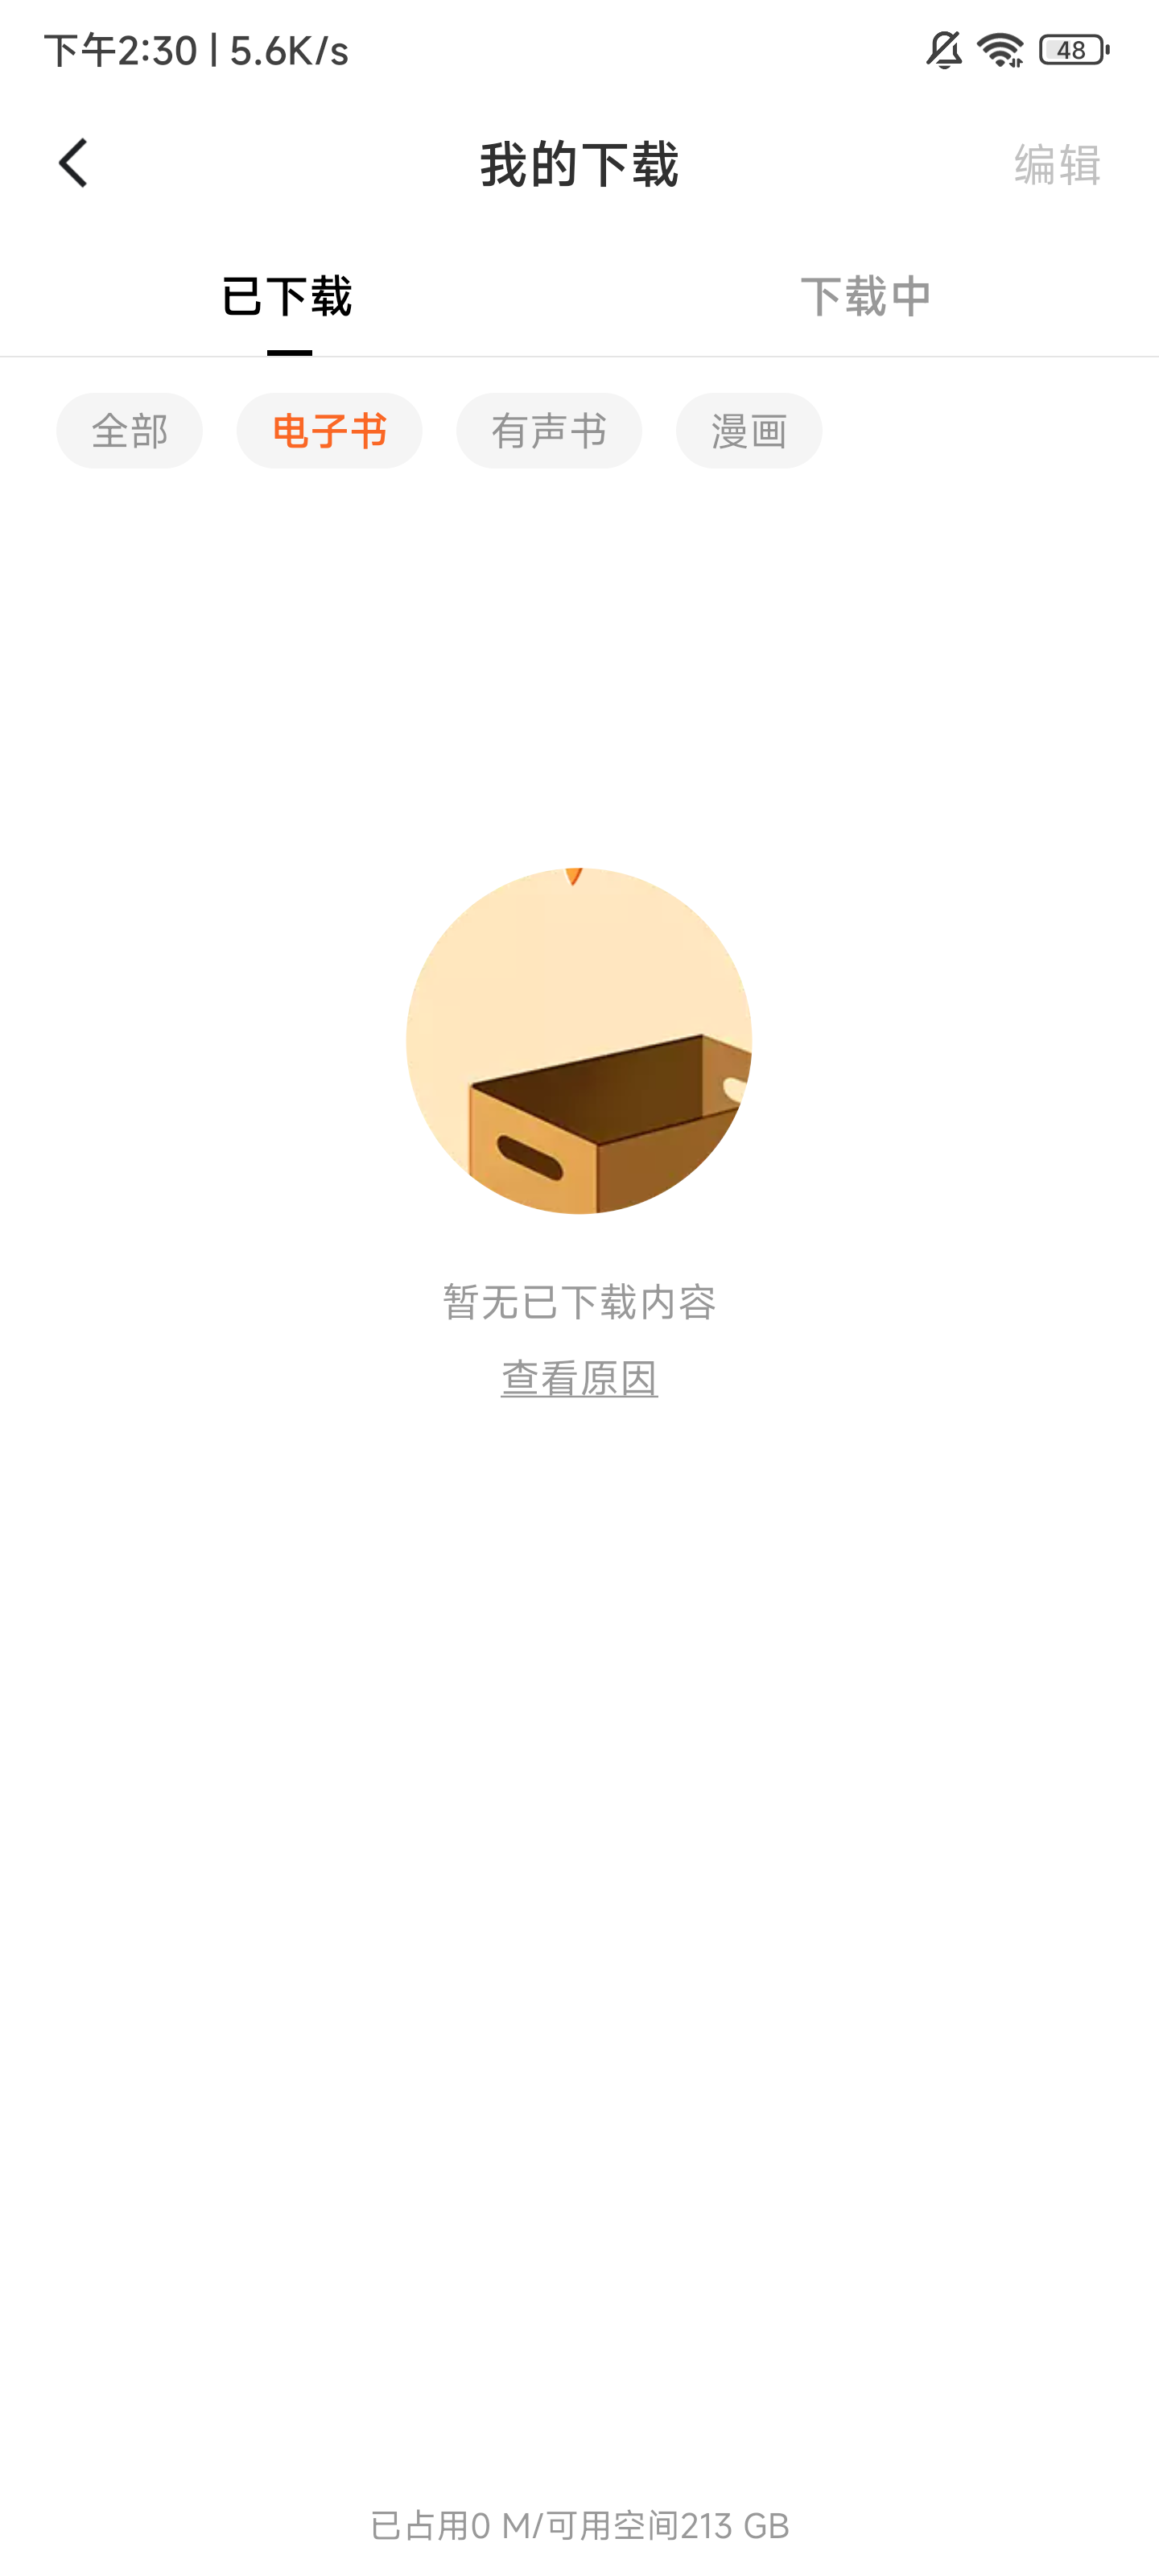 下午2:30 | 5.6K/s
48
我的下载
编辑
已下载
下载中
全部
电子书
有声书
漫画
暂无已下载内容
查看原因
已占用0 M/可用空间213 GB